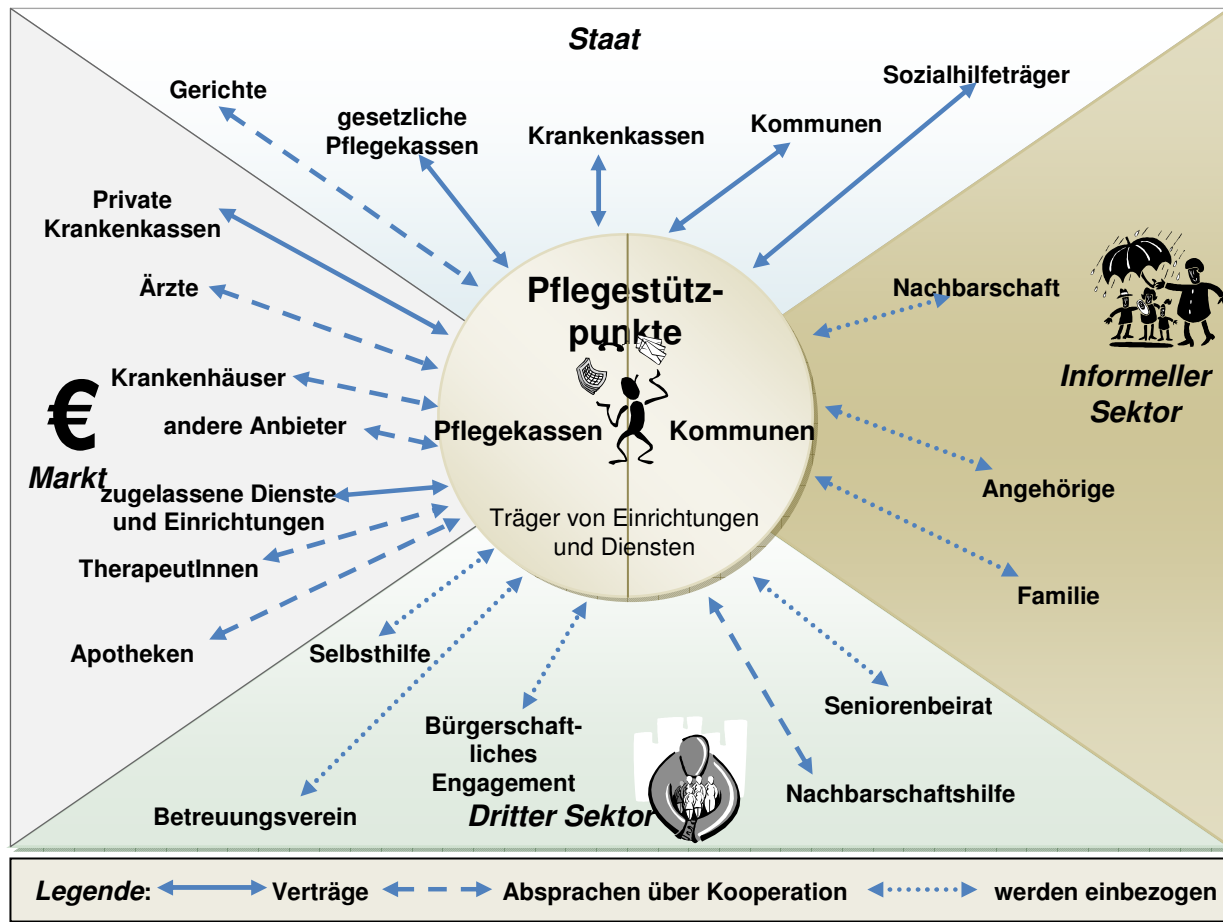 Staat
Gerichte
gesetzliche
Pflegekassen
Krankenkassen
Kommunen
Sozialhilfeträger
Private
Krankenkassen
Ärzte
Krankenhäuser
andere Anbieter
€
Markt
zugelassene Dienste
und Einrichtungen
TherapeutInnen
Apotheken
Pflegestütz-
punkte
Pflegekassen
Kommunen
Träger von Einrichtungen
und Diensten
Nachbarschaft
Informeller
Sektor
Angehörige
Familie
Selbsthilfe
Betreuungsverein
Bürgerschaft-
liches
Engagement
Dritter Sektor
Seniorenbeirat
Nachbarschaftshilfe
Legende: Verträge Absprachen über Kooperation werden einbezogen